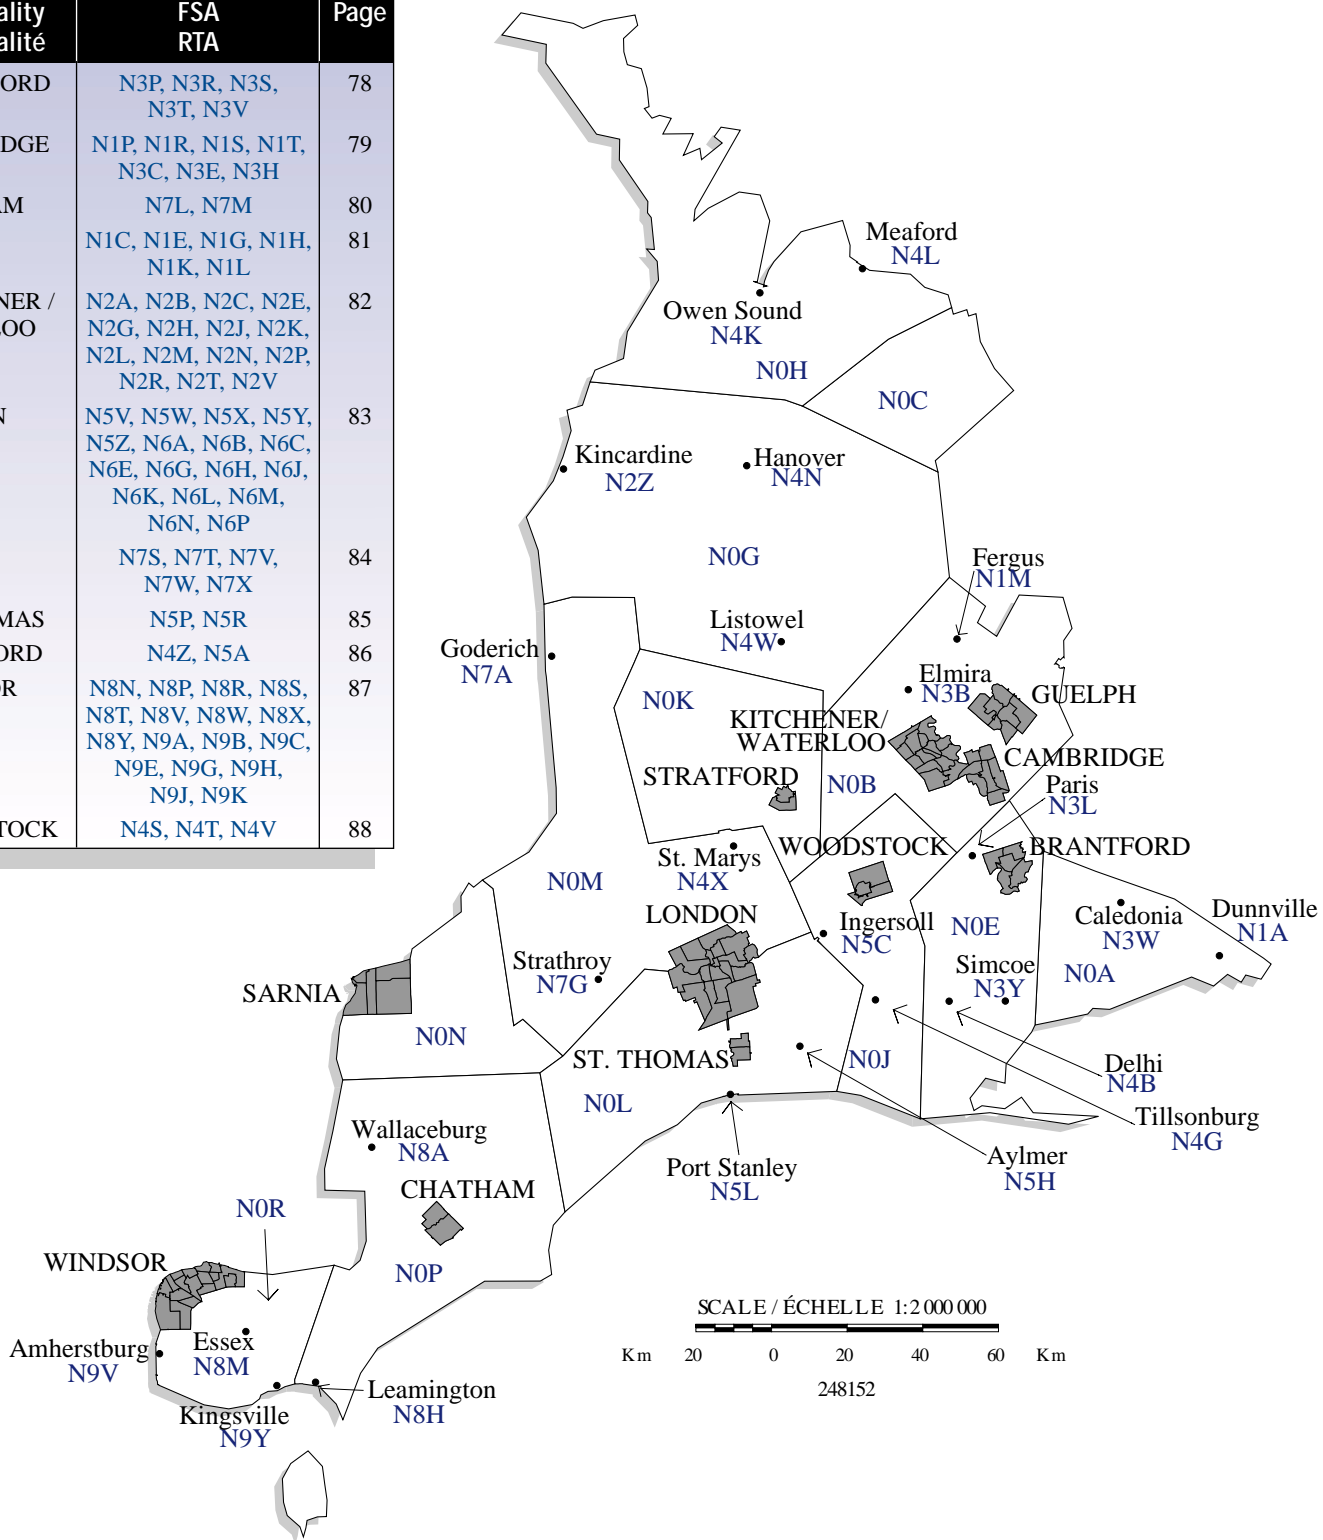 ality FSA Page
alité RTA
ORD N3P, N3R, N3S, 78
N3T, N3V
DGE N1P, N1R, N1S, N1T, 79
N3C, N3E, N3H
AM N7L, N7M 80
N1C, N1E, N1G, N1H, 81
N1K, N1L
NER / N2A, N2B, N2C, N2E, 82
OO N2G, N2H, N2J, N2K,
N2L, N2M, N2N, N2P,
N2R, N2T, N2V
N N5V, N5W, N5X, N5Y, 83
N5Z, N6A, N6B, N6C,
N6E, N6G, N6H, N6J,
N6K, N6L, N6M,
N6N, N6P
N7S, N7T, N7V, 84
N7W, N7X
MAS N5P, N5R 85
ORD N4Z, N5A 86
OR N8N, N8P, N8R, N8S, 87
N8T, N8V, N8W, N8X,
N8Y, N9A, N9B, N9C,
N9E, N9G, N9H,
N9J, N9K
TOCK N4S, N4T, N4V 88
Meaford
N4L
Owen Sound
N4K
N0H
N0C
Kincardine
N2Z
Hanover
N4N
N0G
Fergus
N1M
Listowel
N4W
Goderich
N7A
Elmira
N3B
GUELPH
N0K
KITCHENER/
WATERLOO
CAMBRIDGE
STRATFORD
N0B
Paris
N3L
WOODSTOCK
BRANTFORD
St. Marys
N4X
N0M
LONDON
Ingersoll
N5C
N0E
Caledonia
N3W
Dunnville
N1A
Strathroy
N7G
Simcoe
N3Y
N0A
SARNIA
N0N
ST. THOMAS
N0J
Delhi
N4B
N0L
Tillsonburg
N4G
Wallaceburg
N8A
Aylmer
N5H
Port Stanley
N5L
CHATHAM
N0R
WINDSOR
N0P
Essex
N8M
Amherstburg
N9V
Leamington
N8H
Kingsville
N9Y
SCALE / ÉCHELLE 1:2 000 000
Km 20 0 20 40 60 Km
248152